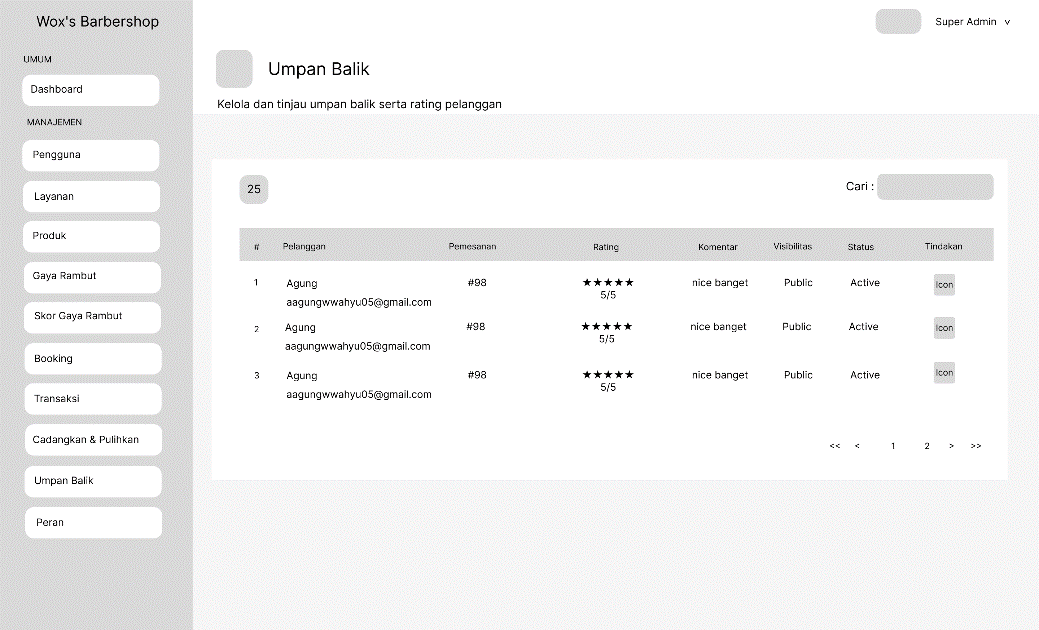 Wox's Barbershop
Super Admin v
UMUM
Dashboard
MANAJEMEN
Pengguna
Layanan
Produk
Gaya Rambut
Skor Gaya Rambut
Booking
Transaksi
Cadangkan & Pulihkan
Umpan Balik
Peran
Umpan Balik
Kelola dan tinjau umpan balik serta rating pelanggan
25
Cari :
# Pelanggan Pemesanan Rating Komentar Visibilitas Status Tindakan
1 Agung #98 ★★★★★ nice banget Public Active Icon
aagungwwahyu05@gmail.com 5/5
2 Agung #98 ★★★★★ nice banget Public Active Icon
aagungwwahyu05@gmail.com 5/5
3 Agung #98 ★★★★★ nice banget Public Active Icon
aagungwwahyu05@gmail.com 5/5
<< < 1 2 > >>